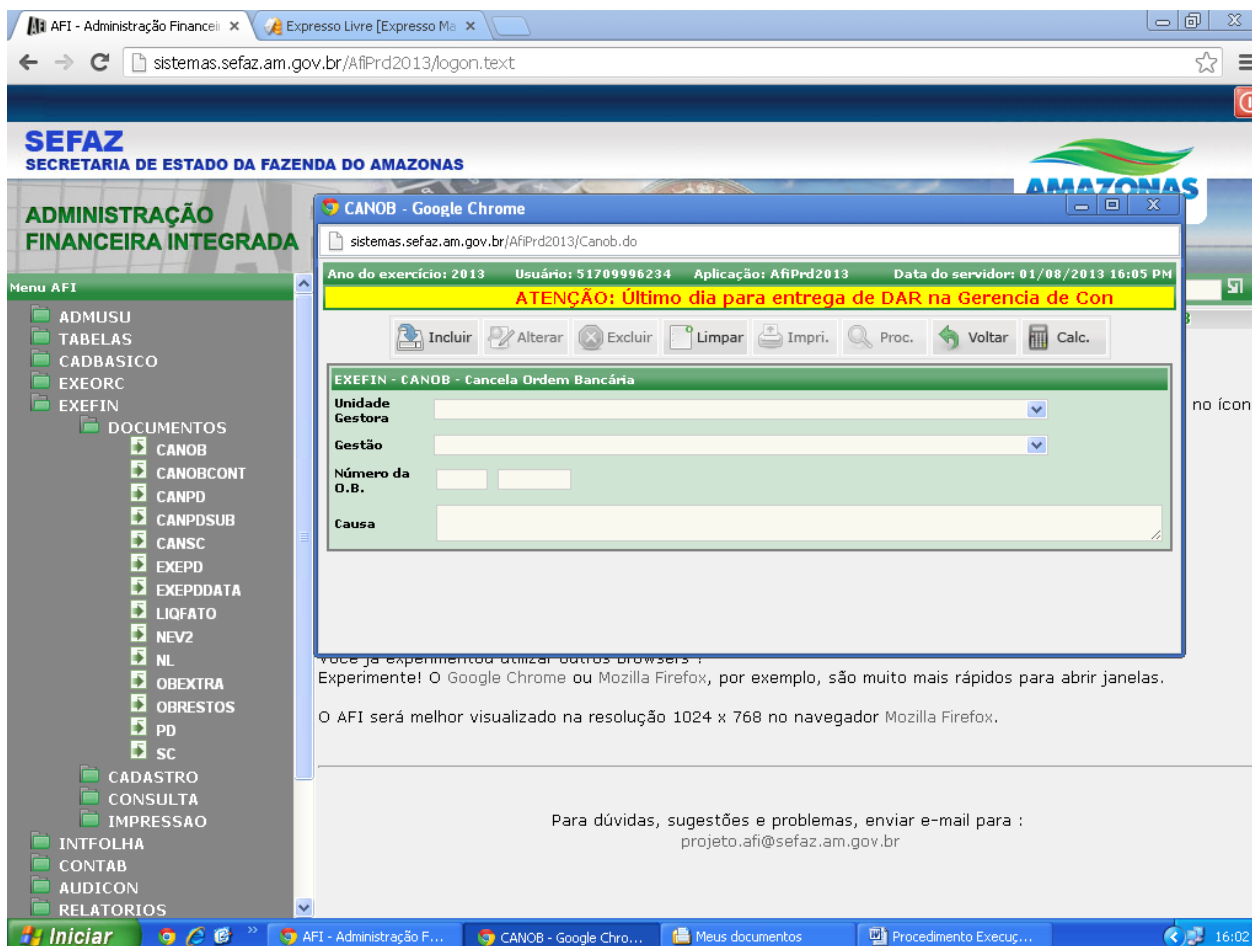 AFI - Administração Financei
Expresso Livre [Expresso Ma
sistemas.sefaz.am.gov.br/AfiPrd2013/logon.text
SEFAZ
SECRETARIA DE ESTADO DA FAZENDA DO AMAZONAS
AMAZONAS
ADMINISTRAÇÃO
FINANCEIRA INTEGRADA
Menu AFI
ADMUSU
TABELAS
CADBASICO
EXEORC
EXEFIN
DOCUMENTOS
CANOB
CANOBCONT
CANPD
CANPDSUB
CANSC
EXEPD
EXEPDDATA
LIQFATO
NEV2
NL
OBEXTRA
OBRESTOS
PD
SC
CADASTRO
CONSULTA
IMPRESSAO
INTFOLHA
CONTAB
AUDICON
RELATORIOS
CANOB - Google Chrome
sistemas.sefaz.am.gov.br/AfiPrd2013/Canob.do
Ano do exercício: 2013 Usuário: 51709996234 Aplicação: AfiPrd2013 Data do servidor: 01/08/2013 16:05 PM
ATENÇÃO: Último dia para entrega de DAR na Gerencia de Con
Incluir Alterar Excluir Limpar Impri. Proc. Voltar Calc.
EXEFIN - CANOB - Cancela Ordem Bancária
Unidade
Gestora
Gestão
Número da
O.B.
Causa
no ícon
Você já experimentou utilizar outros browsers ?
Experimente! O Google Chrome ou Mozilla Firefox, por exemplo, são muito mais rápidos para abrir janelas.
O AFI será melhor visualizado na resolução 1024 x 768 no navegador Mozilla Firefox.
Para dúvidas, sugestões e problemas, enviar e-mail para :
projeto.afi@sefaz.am.gov.br
Iniciar
AFI - Administração F...
CANOB - Google Chro...
Meus documentos
Procedimento Execuç...
16:02